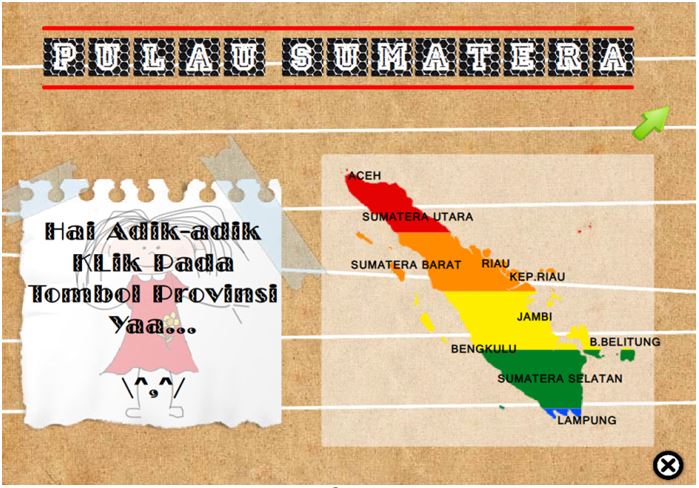 PULAU SUMATERA
Hai Adik-adik
KLik Pada
Tombol Provinsi
Yaa...
\^,^/
ACEH
SUMATERA UTARA
SUMATERA BARAT
RIAU
KEP.RIAU
JAMBI
BENGKULU
B.BELITUNG
SUMATERA SELATAN
LAMPUNG